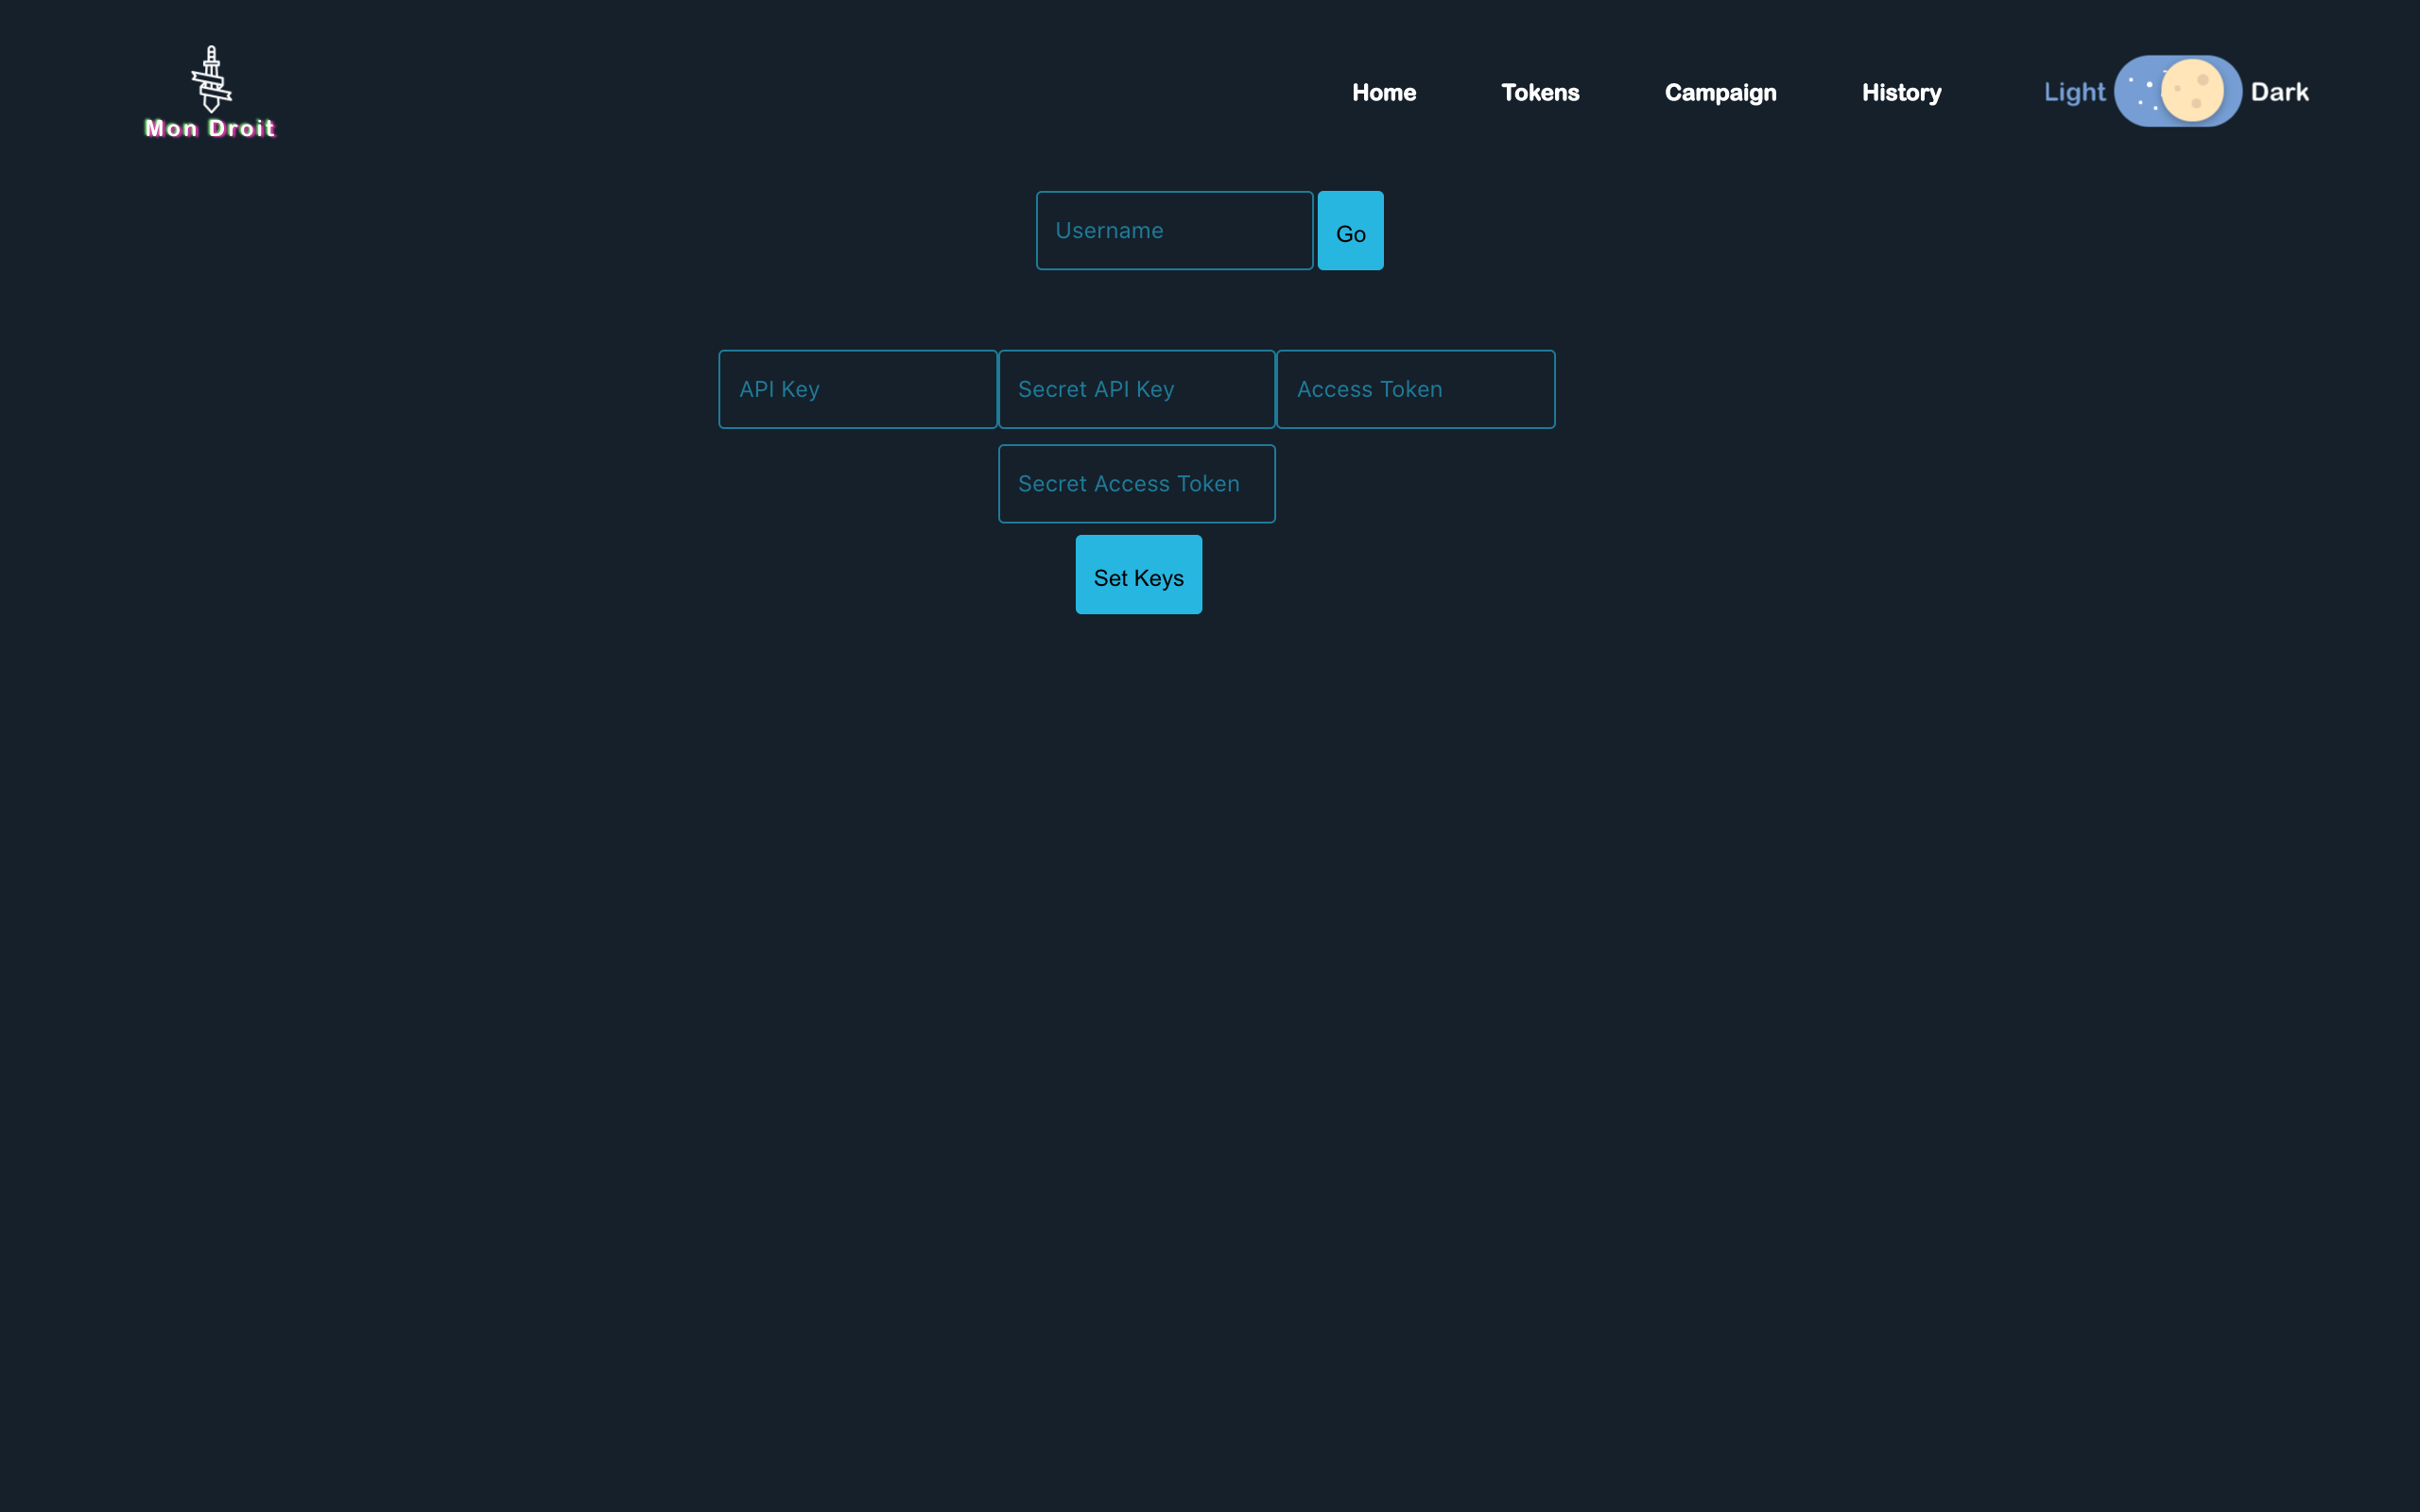 Mon Droit
Home Tokens Campaign History Light Dark
Username Go
API Key Secret API Key Access Token
Secret Access Token
Set Keys